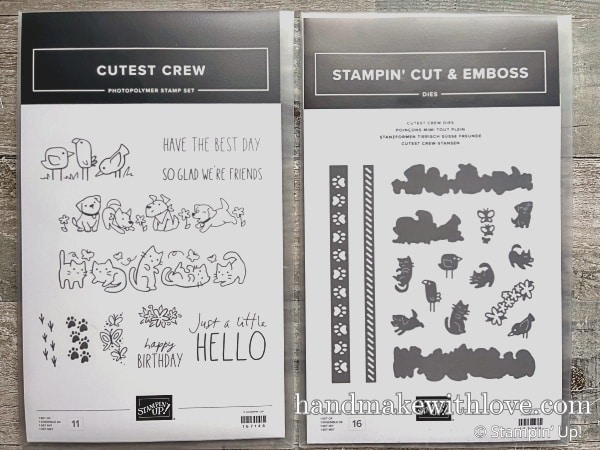 CUTEST CREW
PHOTOPOLYMER STAMP SET
HAVE THE BEST DAY
SO GLAD WE'RE FRIENDS
happy
BIRTHDAY
Just a little
HELLO
STAMPIN' UP!
11
STAMPIN' CUT & EMBOSS
DIES
CUTEST CREW DIES
POINÇONS MIMI TOUT PLEIN
STANZFORMEN TIERISCH SÜSSE FREUNDE
CUTEST CREW-STANSEN
STAMPIN' UP!
16
handmakewithlove.com
© Stampin' Up!